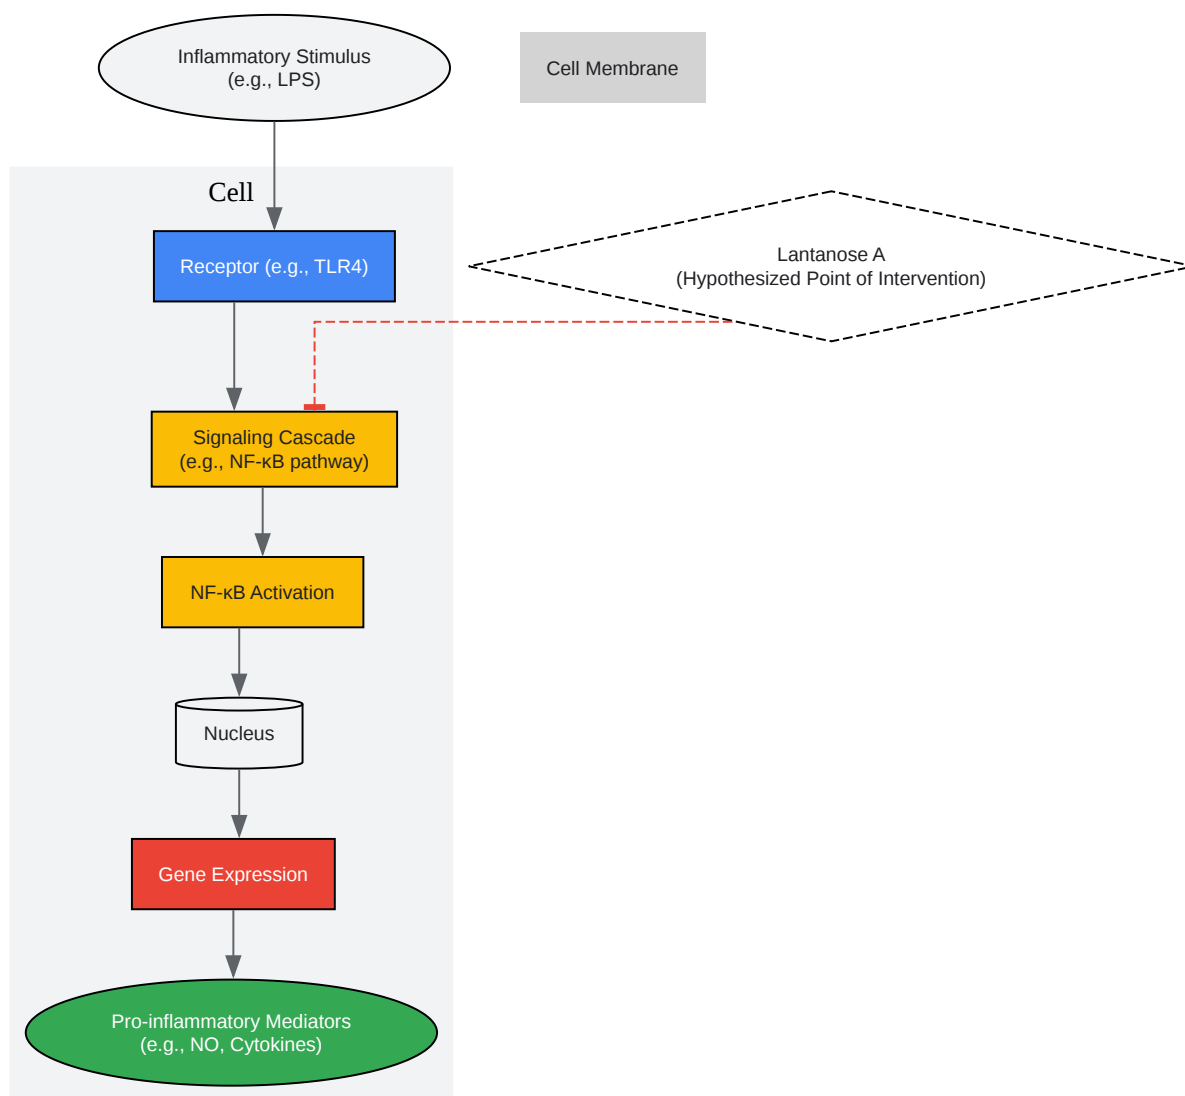 Inflammatory Stimulus
(e.g., LPS)
Cell Membrane
Cell
Receptor (e.g., TLR4)
Lantanose A
(Hypothesized Point of Intervention)
Signaling Cascade
(e.g., NF-κB pathway)
NF-κB Activation
Nucleus
Gene Expression
Pro-inflammatory Mediators
(e.g., NO, Cytokines)